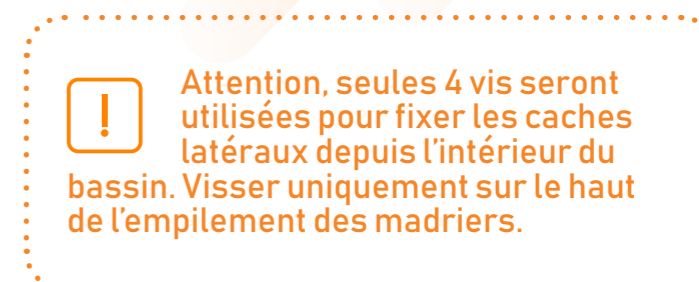 Attention, seules 4 vis seront
utilisées pour fixer les caches
latéraux depuis l’intérieur du
bassin. Visser uniquement sur le haut
de l’empilement des madriers.